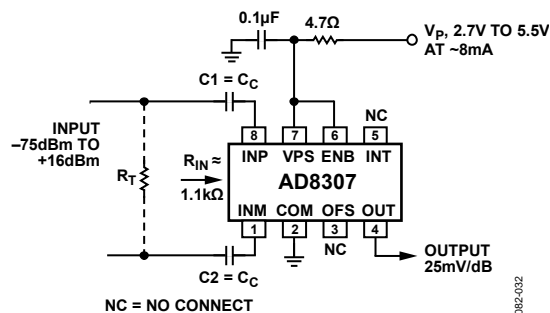 0.1µF
4.7Ω
VP, 2.7V TO 5.5V
AT ~8mA
C1 = CC
NC
INPUT
–75dBm TO
+16dBm
8
7
6
5
INP
VPS
ENB
INT
RT
RIN ≈
1.1kΩ
AD8307
INM
COM
OFS
OUT
1
2
3
4
NC
OUTPUT
25mV/dB
C2 = CC
NC = NO CONNECT
082-032